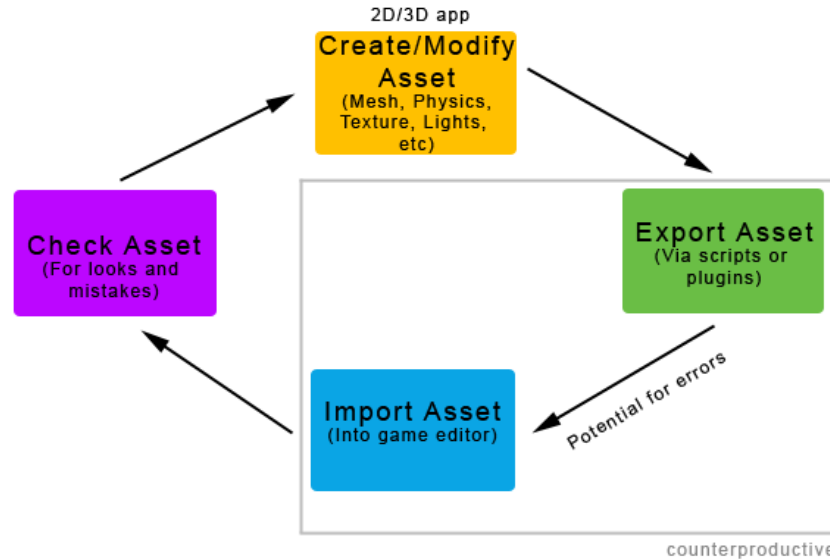 2D/3D app
Create/Modify
Asset
(Mesh, Physics,
Texture, Lights,
etc)
Export Asset
(Via scripts or
plugins)
Potential for errors
Import Asset
(Into game editor)
Check Asset
(For looks and
mistakes)
counterproductive